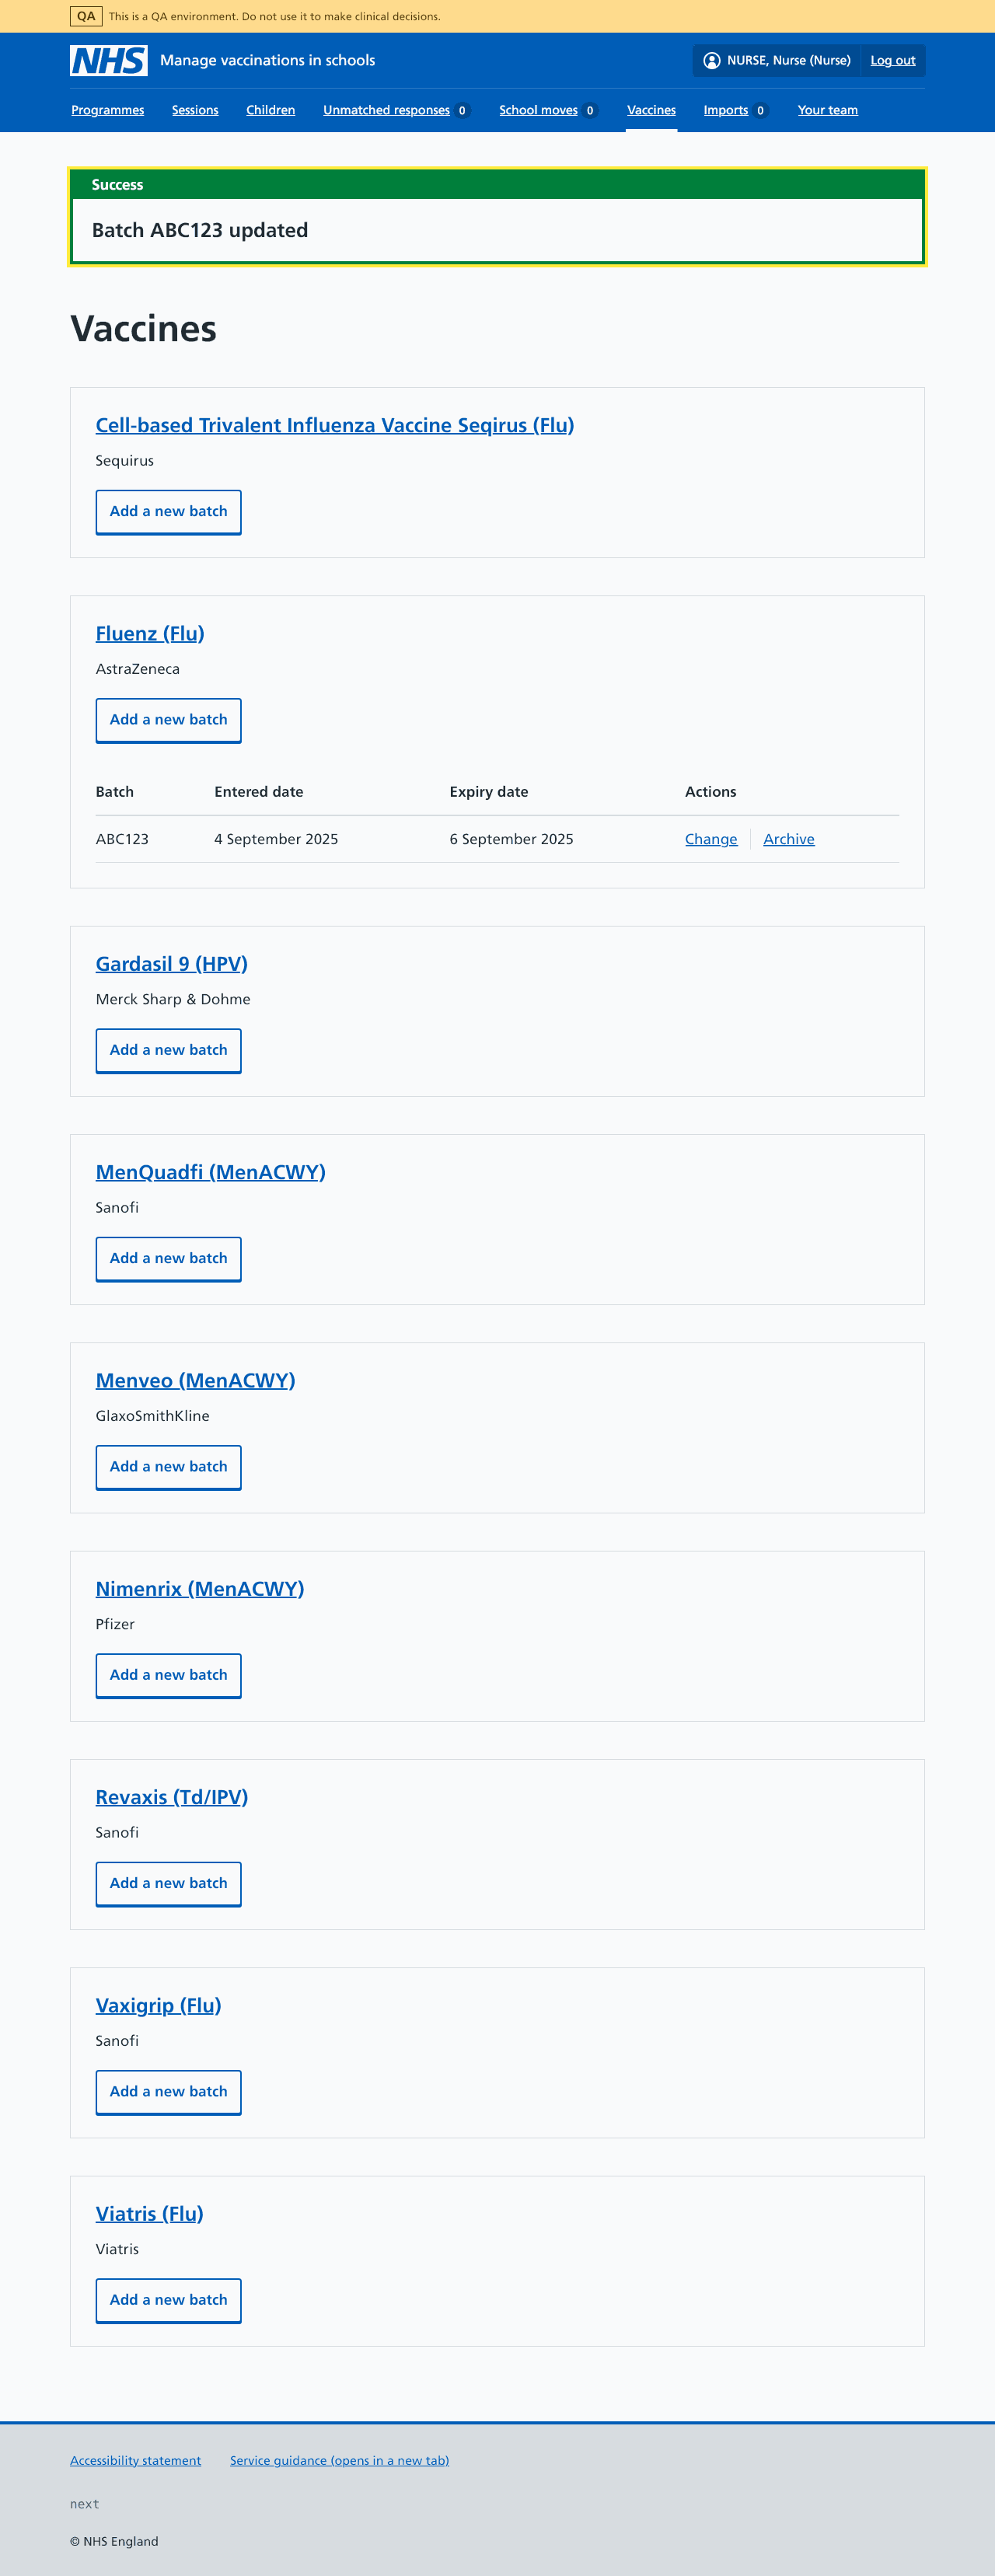 QA This is a QA environment. Do not use it to make clinical decisions.
NHS Manage vaccinations in schools NURSE, Nurse (Nurse) Log out
Programmes Sessions Children Unmatched responses 0 School moves 0 Vaccines Imports 0 Your team
Success
Batch ABC123 updated
Vaccines
Cell-based Trivalent Influenza Vaccine Seqirus (Flu)
Sequirus
Add a new batch
Fluenz (Flu)
AstraZeneca
Add a new batch
Batch Entered date Expiry date Actions
ABC123 4 September 2025 6 September 2025 Change Archive
Gardasil 9 (HPV)
Merck Sharp & Dohme
Add a new batch
MenQuadfi (MenACWY)
Sanofi
Add a new batch
Menveo (MenACWY)
GlaxoSmithKline
Add a new batch
Nimenrix (MenACWY)
Pfizer
Add a new batch
Revaxis (Td/IPV)
Sanofi
Add a new batch
Vaxigrip (Flu)
Sanofi
Add a new batch
Viatris (Flu)
Viatris
Add a new batch
Accessibility statement Service guidance (opens in a new tab)
next
© NHS England